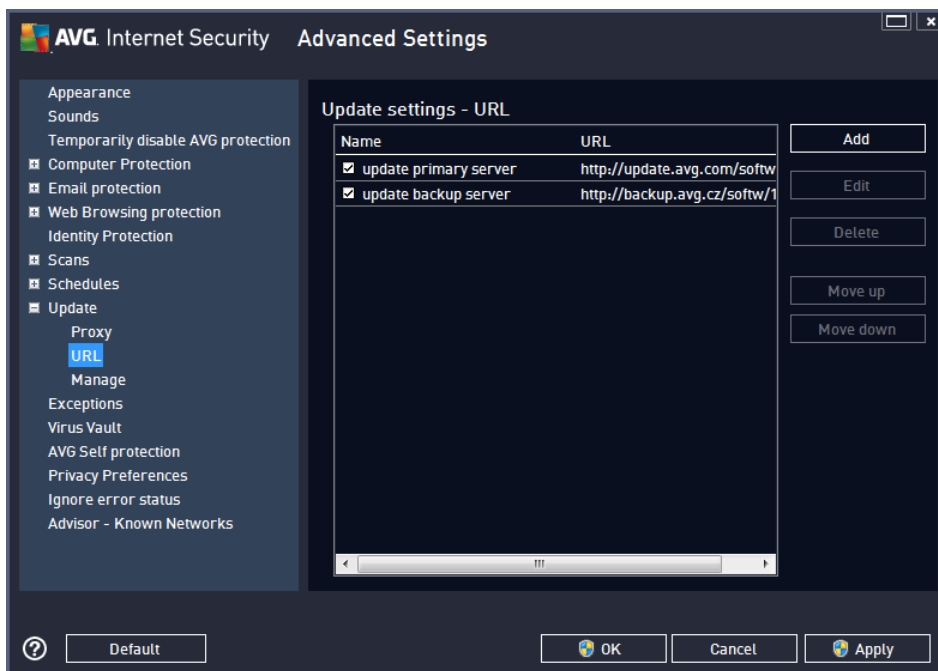 AVG. Internet Security Advanced Settings
Appearance
Sounds
Temporarily disable AVG protection
Computer Protection
Email protection
Web Browsing protection
Identity Protection
Scans
Schedules
Update
Proxy
URL
Manage
Exceptions
Virus Vault
AVG Self protection
Privacy Preferences
Ignore error status
Advisor - Known Networks
Update settings - URL
Name URL
update primary server http://update.avg.com/softw
update backup server http://backup.avg.cz/softw/1
Add
Edit
Delete
Move up
Move down
? Default OK Cancel Apply